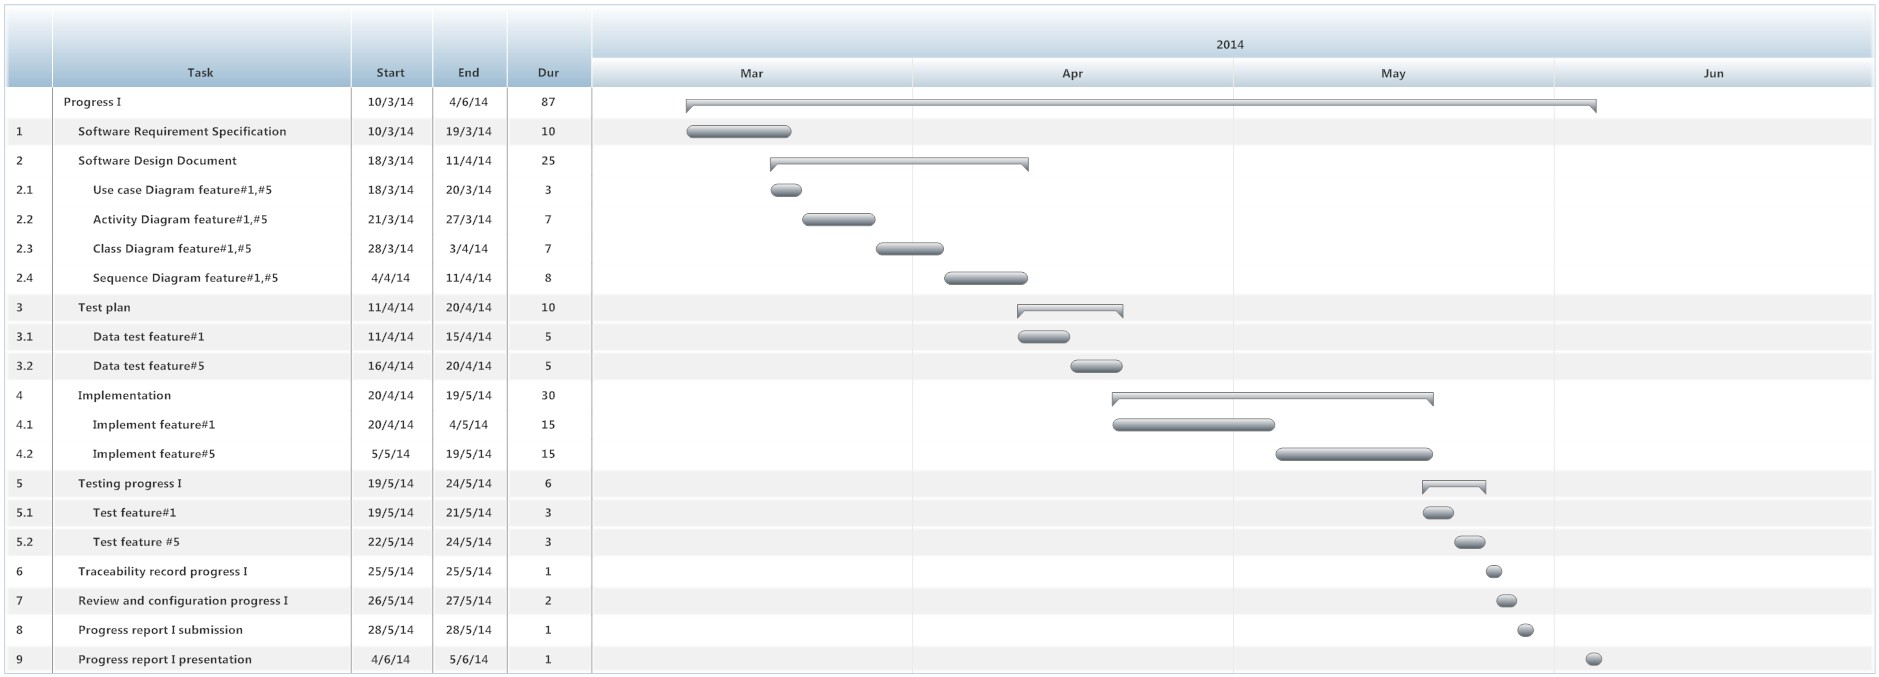 2014
Task Start End Dur Mar Apr May Jun
Progress I 10/3/14 4/6/14 87
1 Software Requirement Specification 10/3/14 19/3/14 10
2 Software Design Document 18/3/14 11/4/14 25
2.1 Use case Diagram feature#1,#5 18/3/14 20/3/14 3
2.2 Activity Diagram feature#1,#5 21/3/14 27/3/14 7
2.3 Class Diagram feature#1,#5 28/3/14 3/4/14 7
2.4 Sequence Diagram feature#1,#5 4/4/14 11/4/14 8
3 Test plan 11/4/14 20/4/14 10
3.1 Data test feature#1 11/4/14 15/4/14 5
3.2 Data test feature#5 16/4/14 20/4/14 5
4 Implementation 20/4/14 19/5/14 30
4.1 Implement feature#1 20/4/14 4/5/14 15
4.2 Implement feature#5 5/5/14 19/5/14 15
5 Testing progress I 19/5/14 24/5/14 6
5.1 Test feature#1 19/5/14 21/5/14 3
5.2 Test feature #5 22/5/14 24/5/14 3
6 Traceability record progress I 25/5/14 25/5/14 1
7 Review and configuration progress I 26/5/14 27/5/14 2
8 Progress report I submission 28/5/14 28/5/14 1
9 Progress report I presentation 4/6/14 5/6/14 1